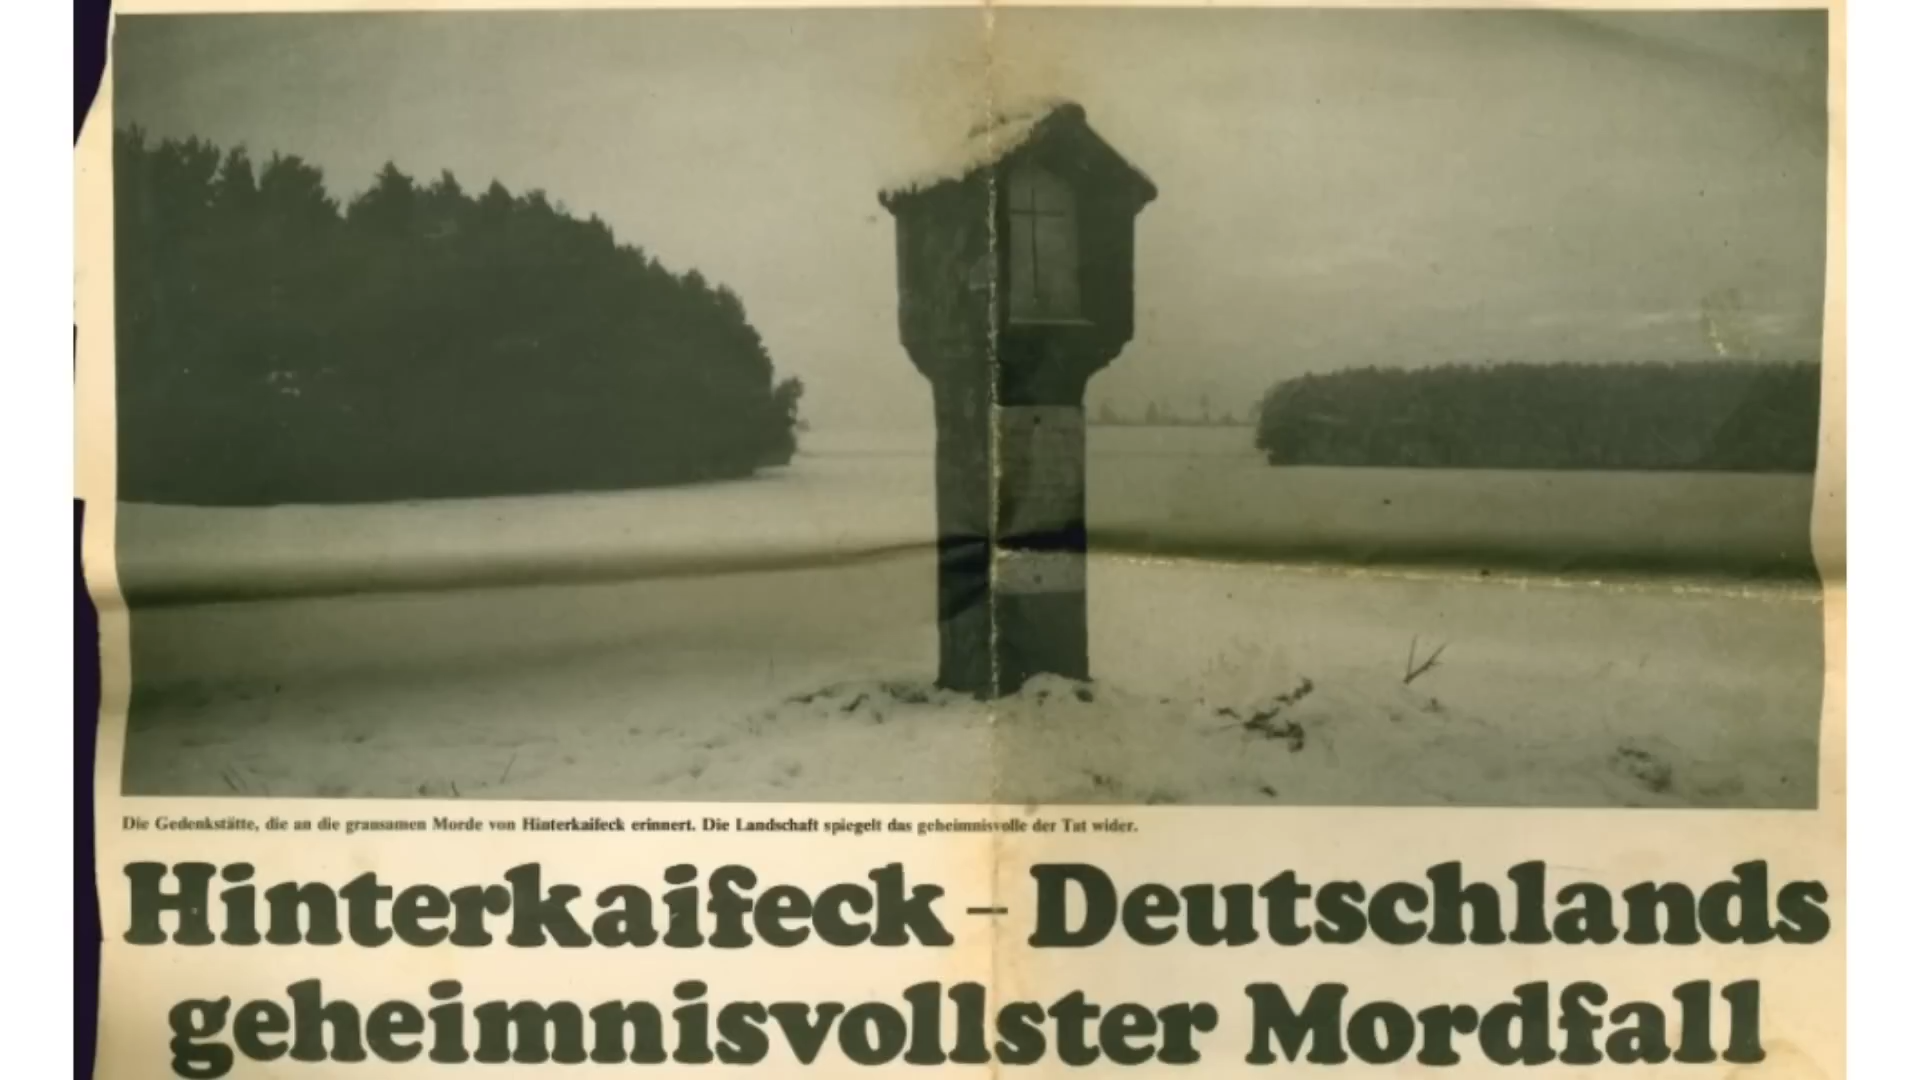 Die Gedenkstätte, die an die grausamen Morde von Hinterkaifeck erinnert. Die Landschaft spiegelt das geheimnisvolle der Tat wider.
Hinterkaifeck – Deutschlands
geheimnisvollster Mordfall